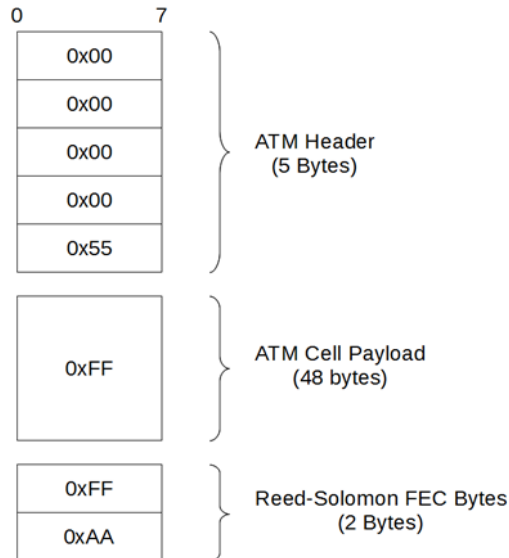 0 7
0x00
0x00
0x00
0x00
0x55
ATM Header
(5 Bytes)
0xFF
ATM Cell Payload
(48 bytes)
0xFF
0xAA
Reed-Solomon FEC Bytes
(2 Bytes)